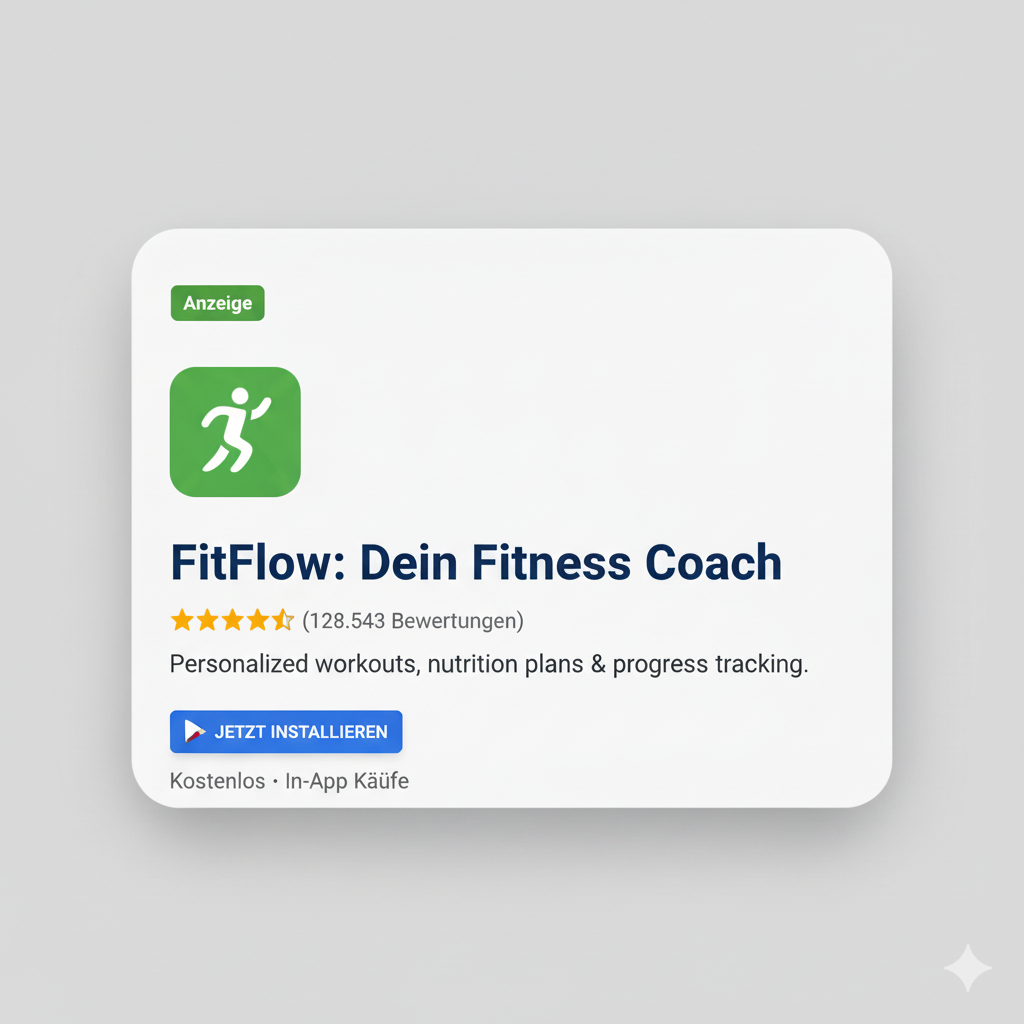 Anzeige
FitFlow: Dein Fitness Coach
(128.543 Bewertungen)
Personalized workouts, nutrition plans & progress tracking.
JETZT INSTALLIEREN
Kostenlos • In-App Käüfe